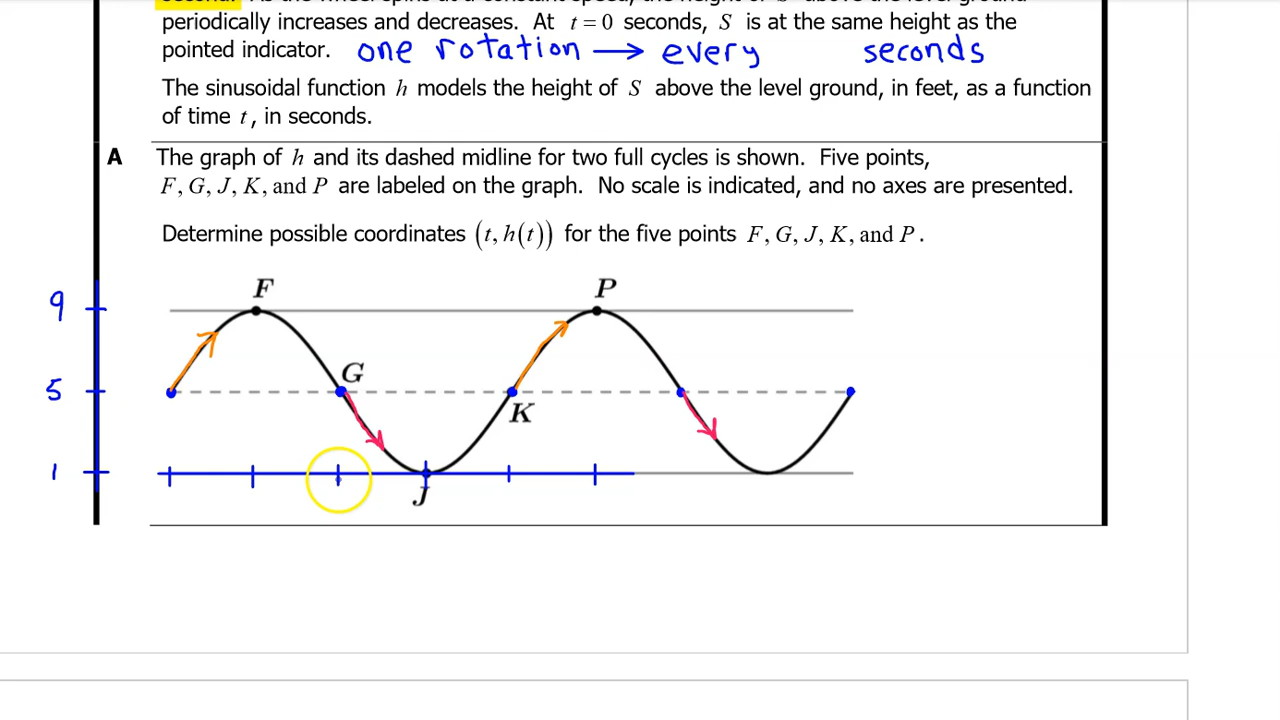 periodically increases and decreases. At t = 0 seconds, S is at the same height as the
pointed indicator. one rotation → every seconds
The sinusoidal function h models the height of S above the level ground, in feet, as a function
of time t, in seconds.
A The graph of h and its dashed midline for two full cycles is shown. Five points,
F, G, J, K, and P are labeled on the graph. No scale is indicated, and no axes are presented.
Determine possible coordinates (t, h(t)) for the five points F, G, J, K, and P.
F P
9
G
5
K
1
J